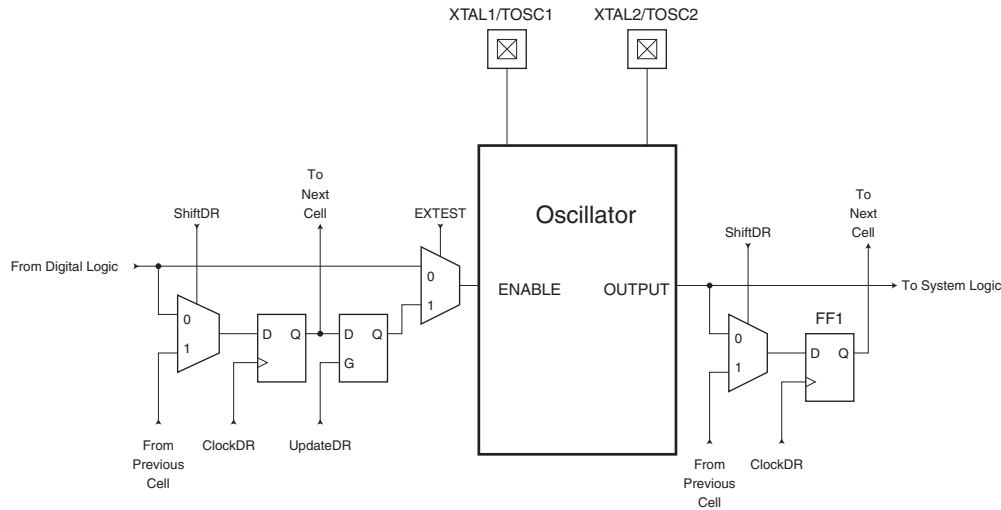 XTAL1/TOSC1
XTAL2/TOSC2
To
Next
Cell
ShiftDR
EXTEST
From Digital Logic
0
1
D Q
D Q
G
0
1
From
Previous
Cell
ClockDR
UpdateDR
Oscillator
ENABLE
OUTPUT
To
Next
Cell
ShiftDR
To System Logic
FF1
0
1
D Q
From
Previous
Cell
ClockDR